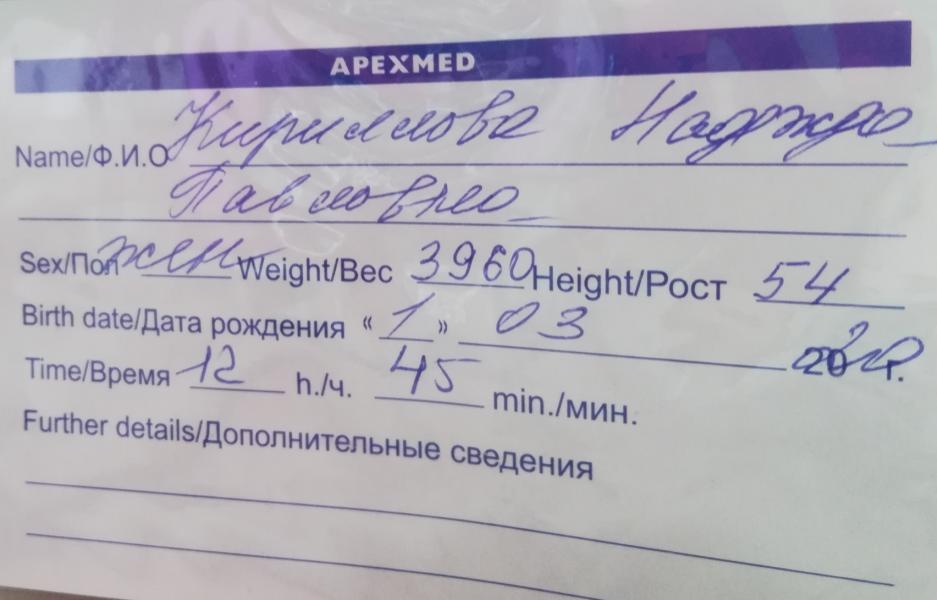 APEXMED
Name/Ф.И.О Кириллова Надежда
Павловна
Sex/Пол жен Weight/Вес 3960 Height/Рост 54
Birth date/Дата рождения «1» 03 2020 г.
Time/Время 12 h./ч. 45 min./мин.
Further details/Дополнительные сведения